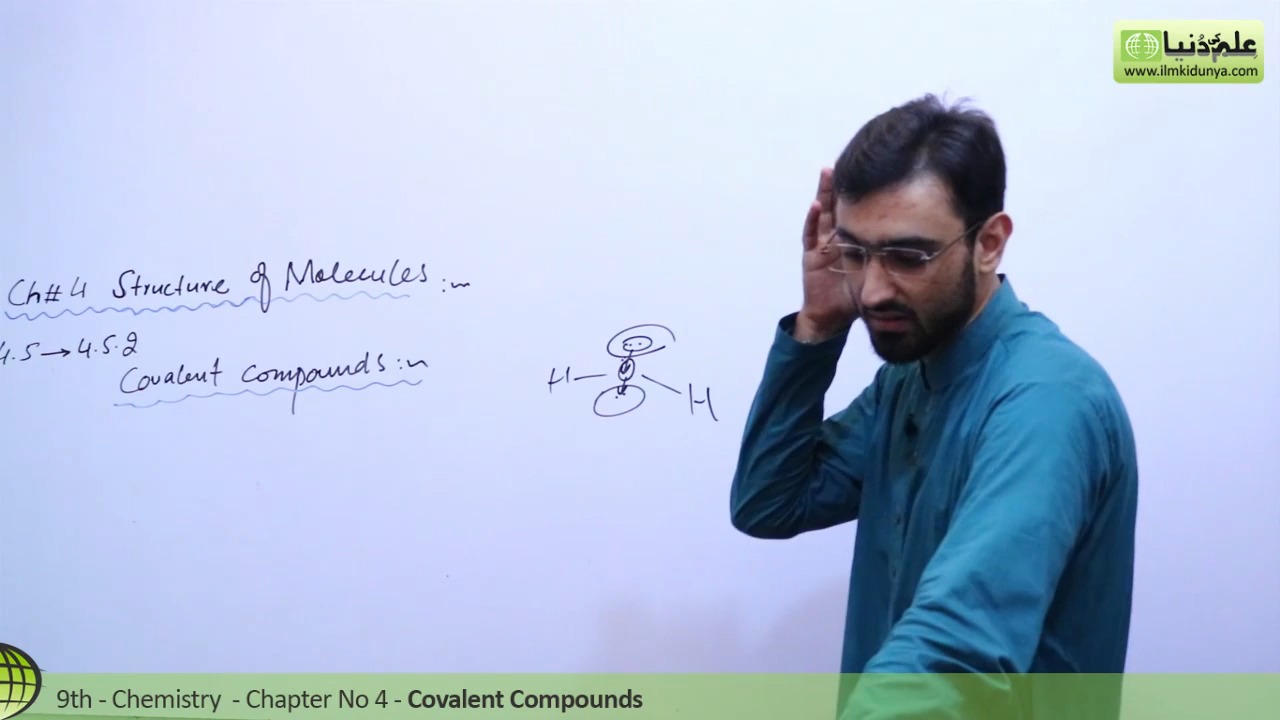 علم کی دُنیا
www.ilmkidunya.com
Ch# 4 Structure of Molecules :~
4.5→4.5.2
Covalent compounds :~
H
H
9th - Chemistry - Chapter No 4 - Covalent Compounds